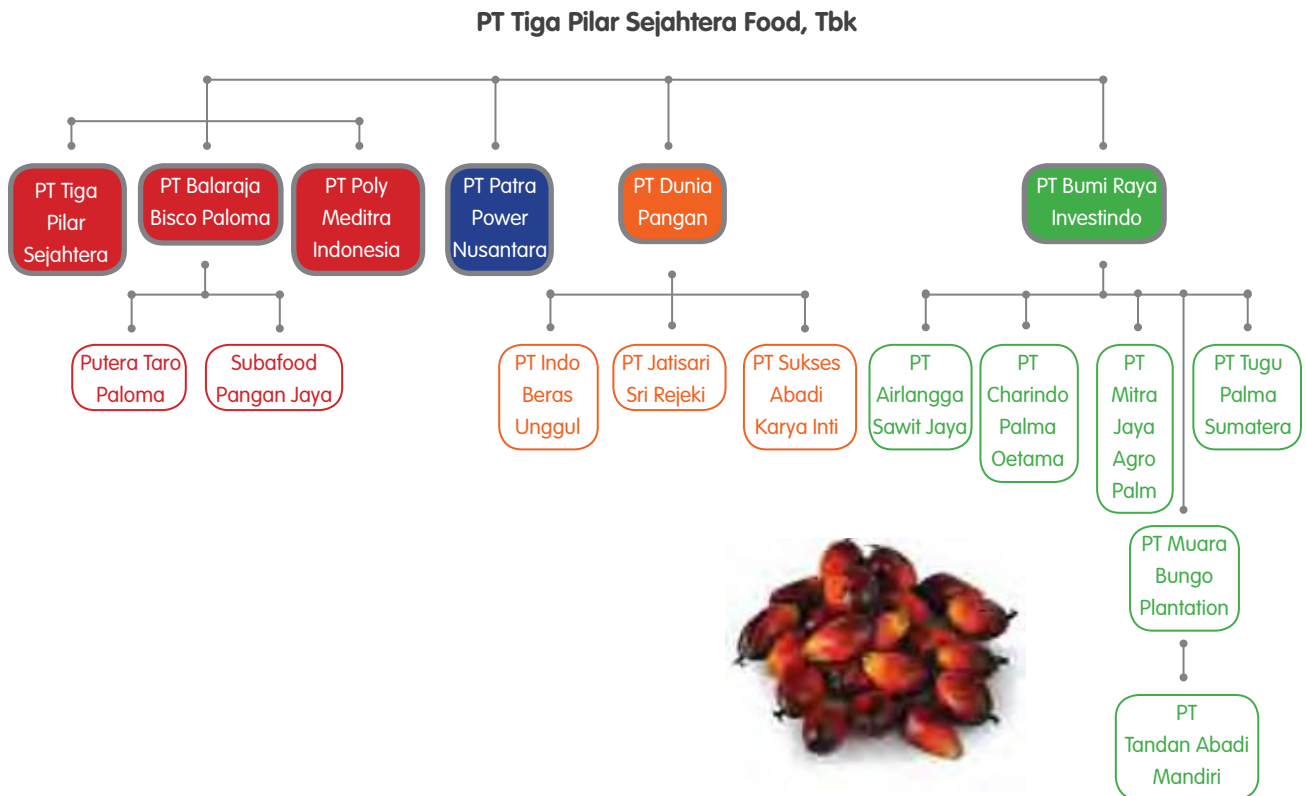 PT Tiga Pilar Sejahtera Food, Tbk
PT Tiga
Pilar
Sejahtera
PT Balaraja
Bisco Paloma
PT Poly
Meditra
Indonesia
PT Patra
Power
Nusantara
PT Dunia
Pangan
PT Bumi Raya
Investindo
Putera Taro
Paloma
Subafood
Pangan Jaya
PT Indo
Beras
Unggul
PT Jatisari
Sri Rejeki
PT Sukses
Abadi
Karya Inti
PT
Airlangga
Sawit Jaya
PT
Charindo
Palma
Oetama
PT
Mitra
Jaya
Agro
Palm
PT Tugu
Palma
Sumatera
PT Muara
Bungo
Plantation
PT
Tandan Abadi
Mandiri